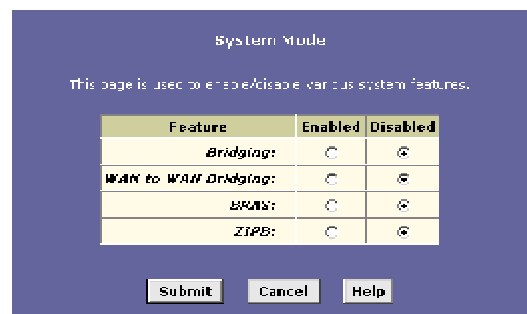 System Mode
This page is used to enable/disable various system features.
Feature Enabled Disabled
Bridging:
WAN to WAN Bridging:
BRAS:
ZIPB:
Submit Cancel Help